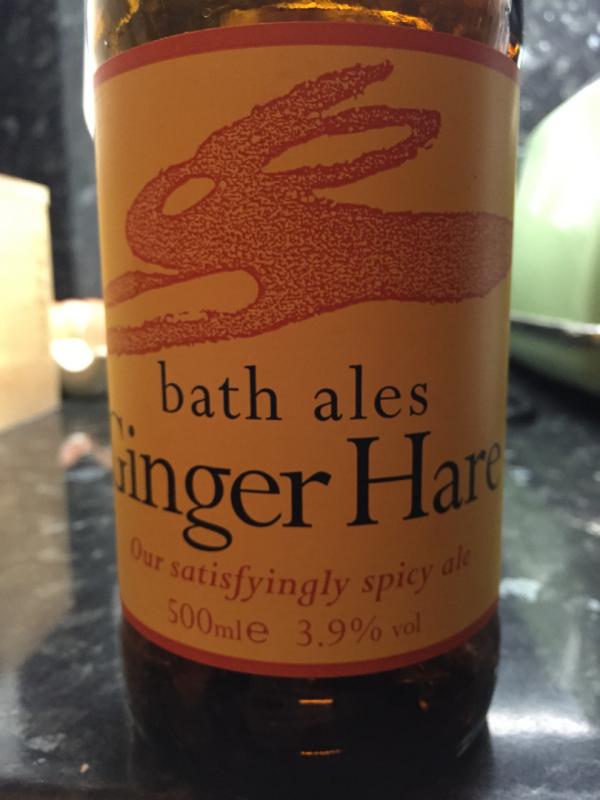 bath ales
Ginger Hare
Our satisfyingly spicy ale
500ml e 3.9% vol